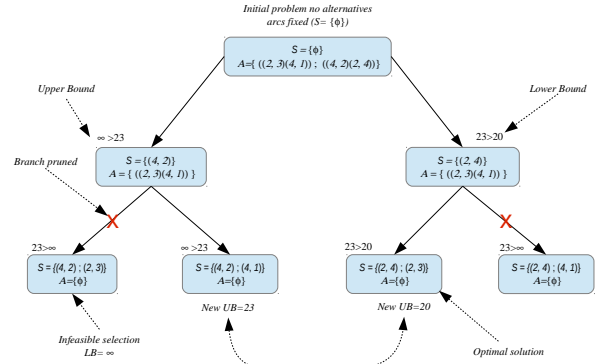 Initial problem no alternatives
arcs fixed (S= {ϕ})
S = {ϕ}
A={ ((2, 3)(4, 1)) ; ((4, 2)(2, 4))}
Upper Bound
Lower Bound
∞ >23
23>20
S = {(4, 2)}
A = { ((2, 3)(4, 1)) }
S = {(2, 4)}
A = { ((2, 3)(4, 1)) }
Branch pruned
X
X
23>∞
∞ >23
23>20
23>∞
S = {(4, 2) ; (2, 3)}
A={ϕ}
S = {(4, 2) ; (4, 1)}
A={ϕ}
S = {(2, 4) ; (2, 3)}
A={ϕ}
S = {(2, 4) ; (4, 1)}
A={ϕ}
New UB=23
New UB=20
Infeasible selection
LB= ∞
Optimal solution